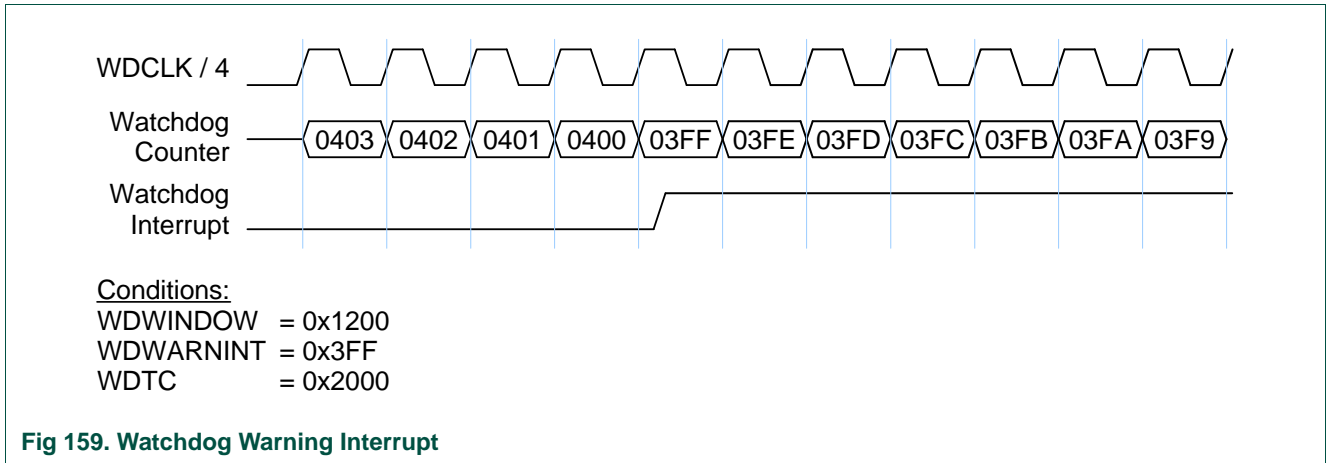 WDCLK / 4
Watchdog
Counter
0403 0402 0401 0400 03FF 03FE 03FD 03FC 03FB 03FA 03F9
Watchdog
Interrupt
Conditions:
WDWINDOW = 0x1200
WDWARNINT = 0x3FF
WDTC = 0x2000
Fig 159. Watchdog Warning Interrupt